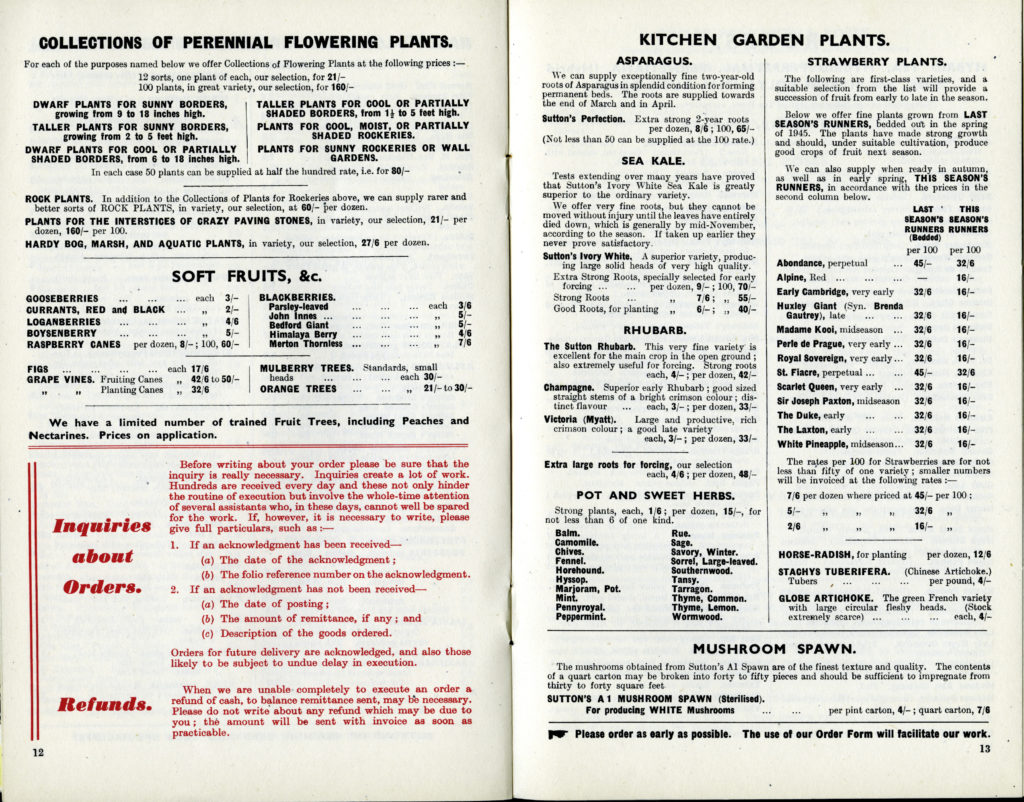 COLLECTIONS OF PERENNIAL FLOWERING PLANTS.
For each of the purposes named below we offer Collections of Flowering Plants at the following prices :—
12 sorts, one plant of each, our selection, for 21/–
100 plants, in great variety, our selection, for 160/–
DWARF PLANTS FOR SUNNY BORDERS,
growing from 9 to 18 inches high.
TALLER PLANTS FOR SUNNY BORDERS,
growing from 2 to 5 feet high.
DWARF PLANTS FOR COOL OR PARTIALLY
SHADED BORDERS, from 6 to 18 inches high.
TALLER PLANTS FOR COOL OR PARTIALLY
SHADED BORDERS, from 1½ to 5 feet high.
PLANTS FOR COOL, MOIST, OR PARTIALLY
SHADED ROCKERIES.
PLANTS FOR SUNNY ROCKERIES OR WALL
GARDENS.
In each case 50 plants can be supplied at half the hundred rate, i.e. for 80/–
ROCK PLANTS. In addition to the Collections of Plants for Rockeries above, we can supply rarer and
better sorts of ROCK PLANTS, in variety, our selection, at 60/– per dozen.
PLANTS FOR THE INTERSTICES OF CRAZY PAVING STONES, in variety, our selection, 21/– per
dozen, 160/– per 100.
HARDY BOG, MARSH, AND AQUATIC PLANTS, in variety, our selection, 27/6 per dozen.
SOFT FRUITS, &c.
GOOSEBERRIES ... ... ... each 3/–
CURRANTS, RED and BLACK ... „ 2/–
LOGANBERRIES ... ... ... „ 4/6
BOYSENBERRY ... ... ... „ 5/–
RASPBERRY CANES per dozen, 8/– ; 100, 60/–
BLACKBERRIES.
Parsley-leaved ... ... ... each 3/6
John Innes ... ... ... ... „ 5/–
Bedford Giant ... ... ... „ 5/–
Himalaya Berry ... ... ... „ 4/6
Merton Thornless ... ... ... „ 7/6
FIGS ... ... ... ... each 17/6
GRAPE VINES. Fruiting Canes „ 42/6 to 50/–
„ „ Planting Canes „ 32/6
MULBERRY TREES. Standards, small
heads ... ... ... ... each 30/–
ORANGE TREES ... ... „ 21/– to 30/–
We have a limited number of trained Fruit Trees, including Peaches and
Nectarines. Prices on application.
Inquiries
about
Orders.
Before writing about your order please be sure that the
inquiry is really necessary. Inquiries create a lot of work.
Hundreds are received every day and these not only hinder
the routine of execution but involve the whole-time attention
of several assistants who, in these days, cannot well be spared
for the work. If, however, it is necessary to write, please
give full particulars, such as :—
1. If an acknowledgment has been received—
(a) The date of the acknowledgment ;
(b) The folio reference number on the acknowledgment.
2. If an acknowledgment has not been received—
(a) The date of posting ;
(b) The amount of remittance, if any ; and
(c) Description of the goods ordered.
Orders for future delivery are acknowledged, and also those
likely to be subject to undue delay in execution.
Refunds.
When we are unable completely to execute an order a
refund of cash, to balance remittance sent, may be necessary.
Please do not write about any refund which may be due to
you ; the amount will be sent with invoice as soon as
practicable.
12
KITCHEN GARDEN PLANTS.
ASPARAGUS.
We can supply exceptionally fine two-year-old
roots of Asparagus in splendid condition for forming
permanent beds. The roots are supplied towards
the end of March and in April.
Sutton's Perfection. Extra strong 2-year roots
per dozen, 8/6 ; 100, 65/–
(Not less than 50 can be supplied at the 100 rate.)
SEA KALE.
Tests extending over many years have proved
that Sutton's Ivory White Sea Kale is greatly
superior to the ordinary variety.
We offer very fine roots, but they cannot be
moved without injury until the leaves have entirely
died down, which is generally by mid-November,
according to the season. If taken up earlier they
never prove satisfactory.
Sutton's Ivory White. A superior variety, produc-
ing large solid heads of very high quality.
Extra Strong Roots, specially selected for early
forcing ... ... per dozen, 9/– ; 100, 70/–
Strong Roots „ 7/6 ; „ 55/–
Good Roots, for planting „ 6/– ; „ 40/–
RHUBARB.
The Sutton Rhubarb. This very fine variety is
excellent for the main crop in the open ground ;
also extremely useful for forcing. Strong roots
each, 4/– ; per dozen, 42/–
Champagne. Superior early Rhubarb ; good sized
straight stems of a bright crimson colour ; dis-
tinct flavour ... each, 3/– ; per dozen, 33/–
Victoria (Myatt). Large and productive, rich
crimson colour ; a good late variety
each, 3/– ; per dozen, 33/–
Extra large roots for forcing, our selection
each, 4/6 ; per dozen, 48/–
POT AND SWEET HERBS.
Strong plants, each, 1/6 ; per dozen, 15/–, for
not less than 6 of one kind.
Balm.
Camomile.
Chives.
Fennel.
Horehound.
Hyssop.
Marjoram, Pot.
Mint.
Pennyroyal.
Peppermint.
Rue.
Sage.
Savory, Winter.
Sorrel, Large-leaved.
Southernwood.
Tansy.
Tarragon.
Thyme, Common.
Thyme, Lemon.
Wormwood.
STRAWBERRY PLANTS.
The following are first-class varieties, and a
suitable selection from the list will provide a
succession of fruit from early to late in the season.
Below we offer fine plants grown from LAST
SEASON'S RUNNERS, bedded out in the spring
of 1945. The plants have made strong growth
and should, under suitable cultivation, produce
good crops of fruit next season.
We can also supply when ready in autumn,
as well as in early spring, THIS SEASON'S
RUNNERS, in accordance with the prices in the
second column below.
LAST THIS
SEASON'S SEASON'S
RUNNERS RUNNERS
(Bedded)
per 100 per 100
Abondance, perpetual ... 45/– 32/6
Alpine, Red ... ... ... — 16/–
Early Cambridge, very early 32/6 16/–
Huxley Giant (Syn. Brenda
Gautrey), late ... ... 32/6 16/–
Madame Kooi, midseason ... 32/6 16/–
Perle de Prague, very early ... 32/6 16/–
Royal Sovereign, very early ... 32/6 16/–
St. Fiacre, perpetual ... ... 45/– 32/6
Scarlet Queen, very early ... 32/6 16/–
Sir Joseph Paxton, midseason 32/6 16/–
The Duke, early ... ... 32/6 16/–
The Laxton, early ... ... 32/6 16/–
White Pineapple, midseason... 32/6 16/–
The rates per 100 for Strawberries are for not
less than fifty of one variety ; smaller numbers
will be invoiced at the following rates :—
7/6 per dozen where priced at 45/– per 100 ;
5/– „ „ „ 32/6 „
2/6 „ „ „ 16/– „
HORSE-RADISH, for planting per dozen, 12/6
STACHYS TUBERIFERA. (Chinese Artichoke.)
Tubers ... ... ... per pound, 4/–
GLOBE ARTICHOKE. The green French variety
with large circular fleshy heads. (Stock
extremely scarce) ... ... ... each, 4/–
MUSHROOM SPAWN.
The mushrooms obtained from Sutton's A1 Spawn are of the finest texture and quality. The contents
of a quart carton may be broken into forty to fifty pieces and should be sufficient to impregnate from
thirty to forty square feet
SUTTON'S A1 MUSHROOM SPAWN (Sterilised).
For producing WHITE Mushrooms ... ... per pint carton, 4/– ; quart carton, 7/6
☛ Please order as early as possible. The use of our Order Form will facilitate our work.
13